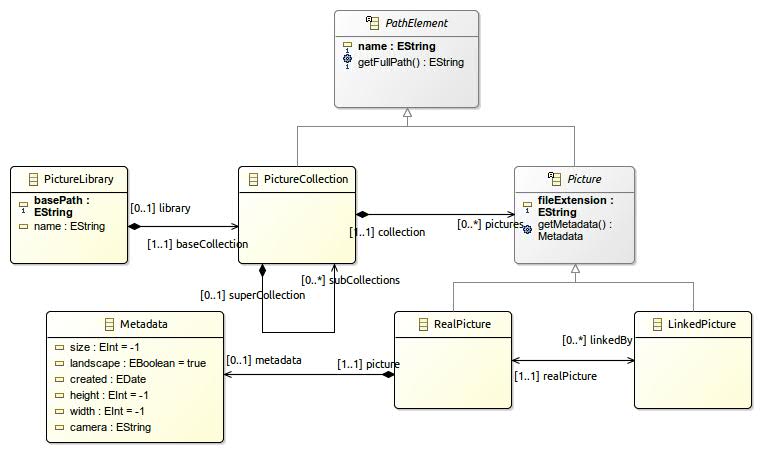 PathElement
name : EString
getFullPath() : EString
PictureLibrary
basePath :
EString
name : EString
PictureCollection
Picture
fileExtension :
EString
getMetadata() :
Metadata
[0..1] library
[1..1] baseCollection
[1..1] collection
[0..*] pictures
[0..1] superCollection
[0..*] subCollections
Metadata
size : EInt = -1
landscape : EBoolean = true
created : EDate
height : EInt = -1
width : EInt = -1
camera : EString
[0..1] metadata
[1..1] picture
RealPicture
[0..*] linkedBy
[1..1] realPicture
LinkedPicture